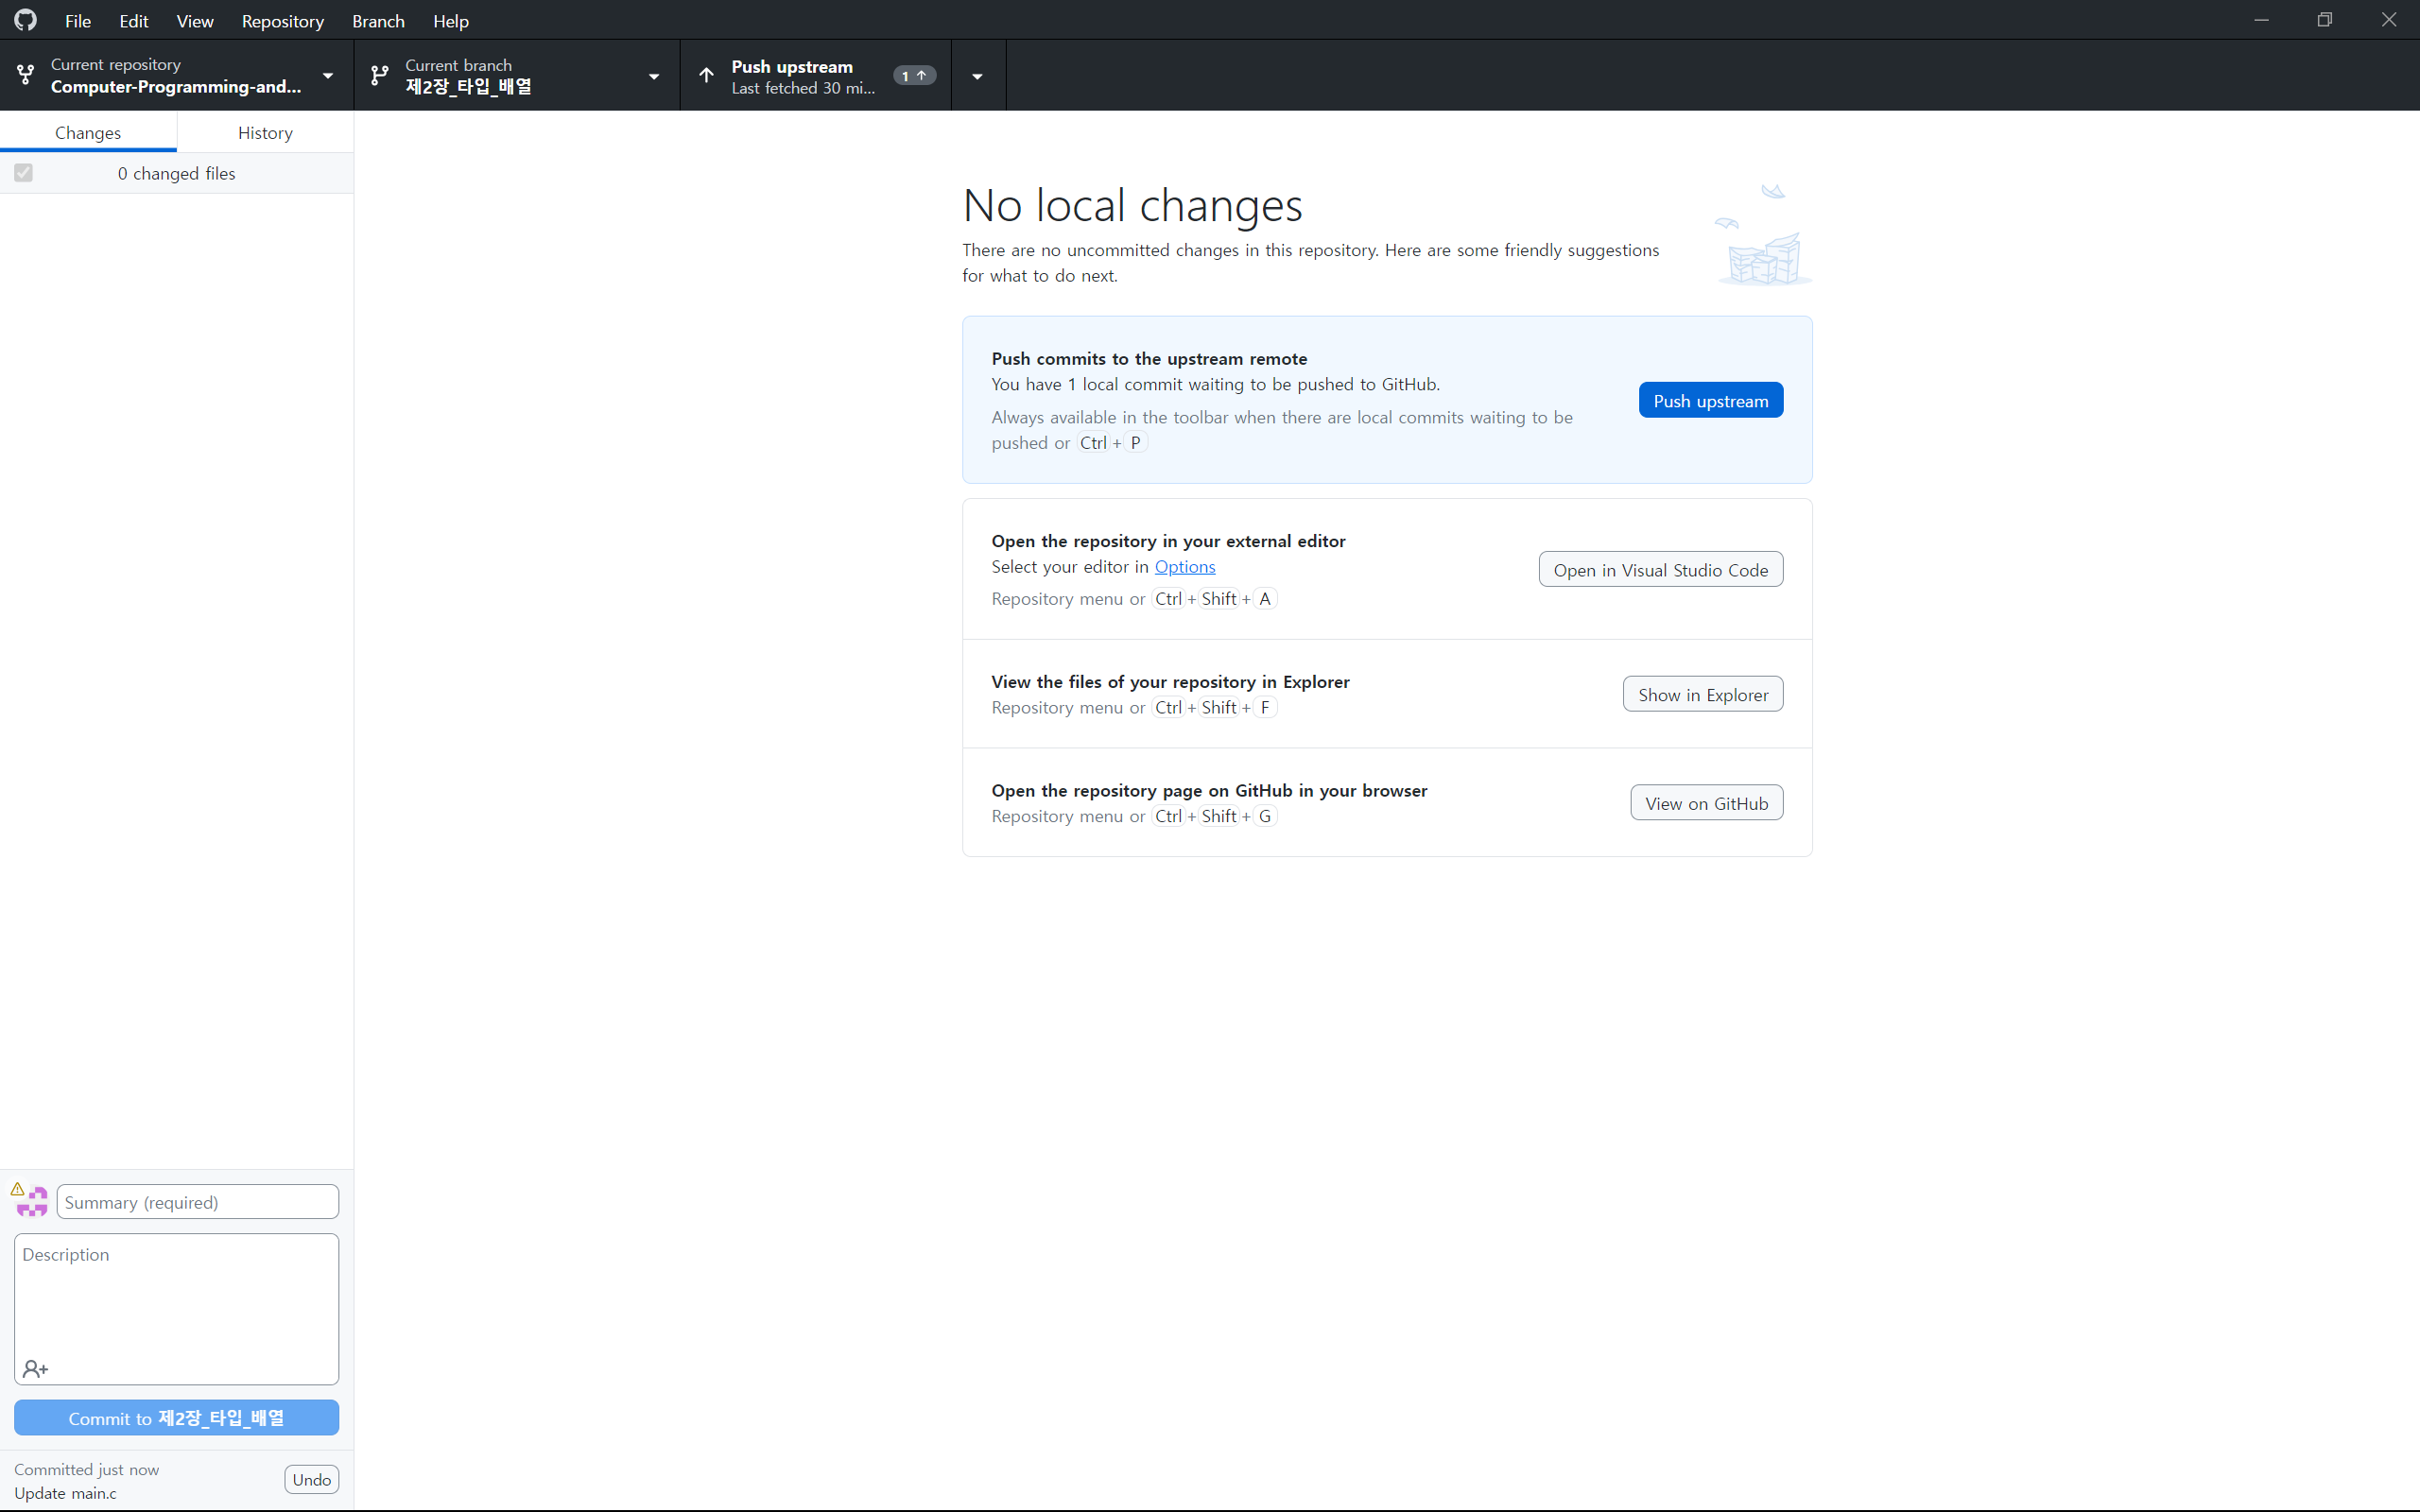 File Edit View Repository Branch Help
Current repository
Computer-Programming-and...
Current branch
제2장_타입_배열
Push upstream
Last fetched 30 mi...
1
Changes
History
0 changed files
No local changes
There are no uncommitted changes in this repository. Here are some friendly suggestions
for what to do next.
Push commits to the upstream remote
You have 1 local commit waiting to be pushed to GitHub.
Always available in the toolbar when there are local commits waiting to be
pushed or Ctrl + P
Push upstream
Open the repository in your external editor
Select your editor in Options
Repository menu or Ctrl + Shift + A
Open in Visual Studio Code
View the files of your repository in Explorer
Repository menu or Ctrl + Shift + F
Show in Explorer
Open the repository page on GitHub in your browser
Repository menu or Ctrl + Shift + G
View on GitHub
Summary (required)
Description
Commit to 제2장_타입_배열
Committed just now
Update main.c
Undo